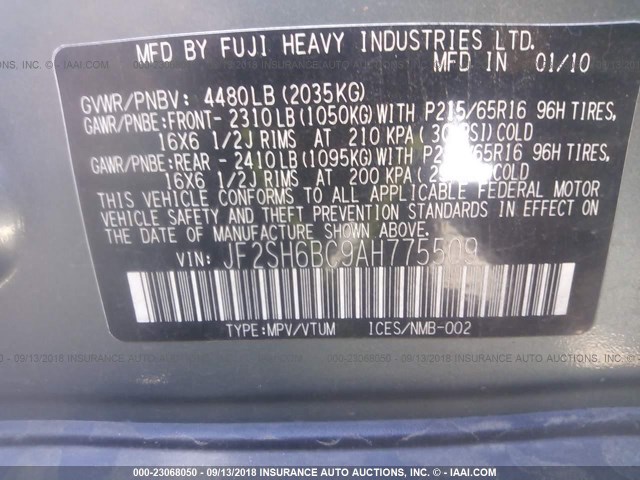 MFD BY FUJI HEAVY INDUSTRIES LTD.
MFD IN 01/10
GVWR/PNBV: 4480LB (2035KG)
GAWR/PNBE: FRONT- 2310LB (1050KG) WITH P215/65R16 96H TIRES,
16X6 1/2J RIMS AT 210 KPA COLD
GAWR/PNBE: REAR - 2410LB (1095KG) WITH 96H TIRES,
16X6 1/2J RIMS AT 200 KPA COLD
THIS VEHICLE CONFORMS TO ALL APPLICABLE FEDERAL MOTOR
VEHICLE SAFETY AND THEFT PREVENTION STANDARDS IN EFFECT ON THE DATE
OF MANUFACTURE SHOWN ABOVE.
VIN: JF2SH6BC9AH775509
TYPE:MPV/VTUM ICES/NMB-002
000-23068050 - 09/13/2018 INSURANCE AUTO AUCTIONS - © - IAAI.COM